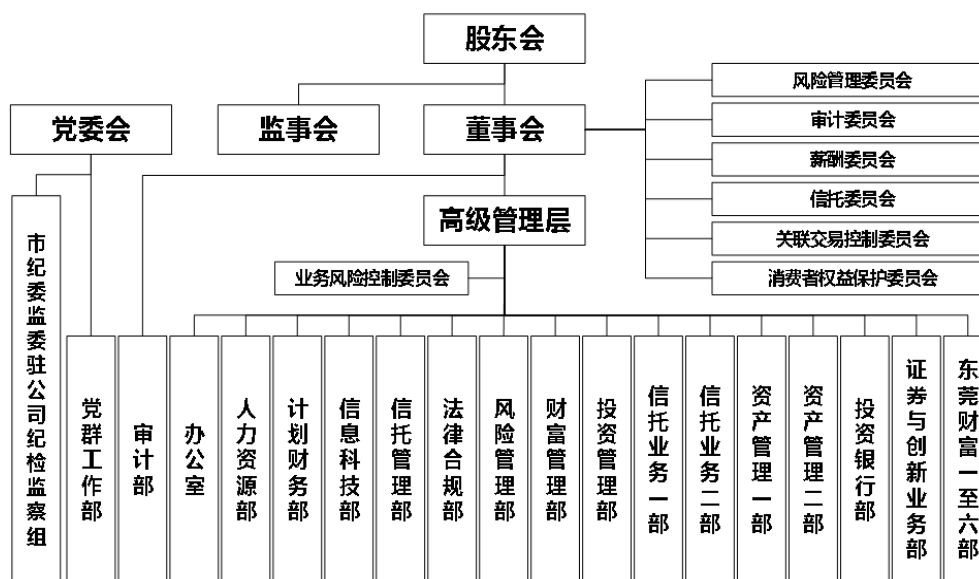 股东会
党委会
监事会
董事会
风险管理委员会
审计委员会
薪酬委员会
信托委员会
关联交易控制委员会
消费者权益保护委员会
高级管理层
业务风险控制委员会
市纪委监委驻公司纪检监察组
党群工作部
审计部
办公室
人力资源部
计划财务部
信息科技部
信托管理部
法律合规部
风险管理部
财富管理部
投资管理部
信托业务一部
信托业务二部
资产管理一部
资产管理二部
投资银行部
证券与创新业务部
东莞财富一至六部